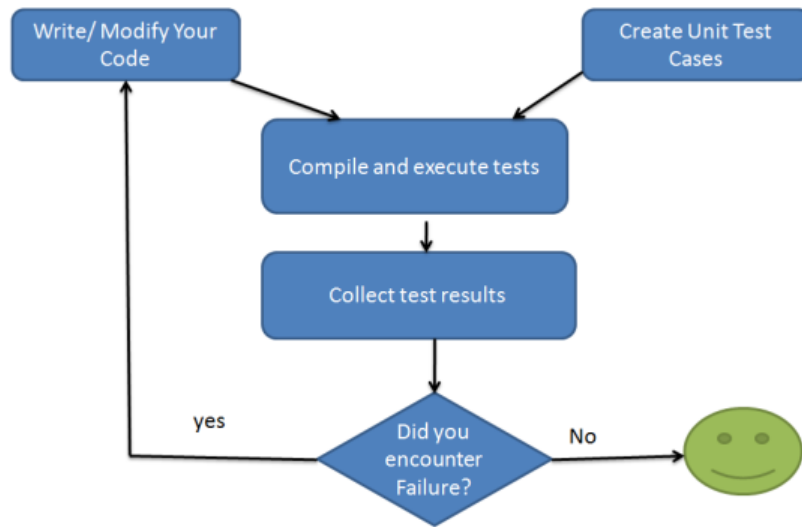 Write/ Modify Your
Code
Create Unit Test
Cases
Compile and execute tests
Collect test results
Did you
encounter
Failure?
yes
No